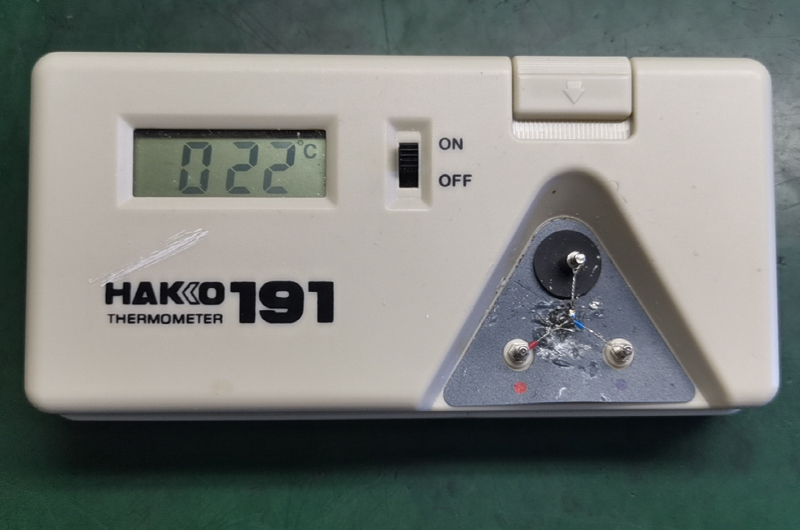 022°C
ON
OFF
HAKKO 191
THERMOMETER